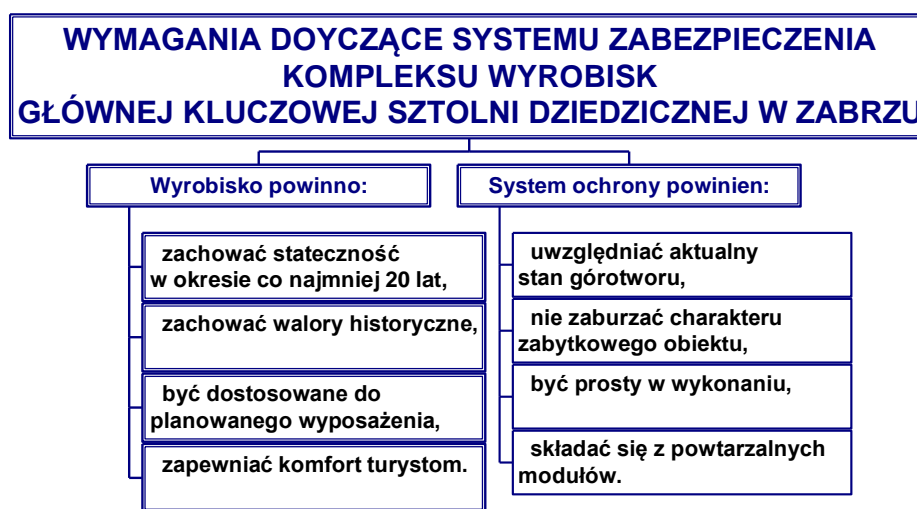 WYMAGANIA DOYCZĄCE SYSTEMU ZABEZPIECZENIA
KOMPLEKSU WYROBISK
GŁÓWNEJ KLUCZOWEJ SZTOLNI DZIEDZICZNEJ W ZABRZU
Wyrobisko powinno:
zachować stateczność
w okresie co najmniej 20 lat,
zachować walory historyczne,
być dostosowane do
planowanego wyposażenia,
zapewniać komfort turystom.
System ochrony powinien:
uwzględniać aktualny
stan górotworu,
nie zaburzać charakteru
zabytkowego obiektu,
być prosty w wykonaniu,
składać się z powtarzalnych
modułów.